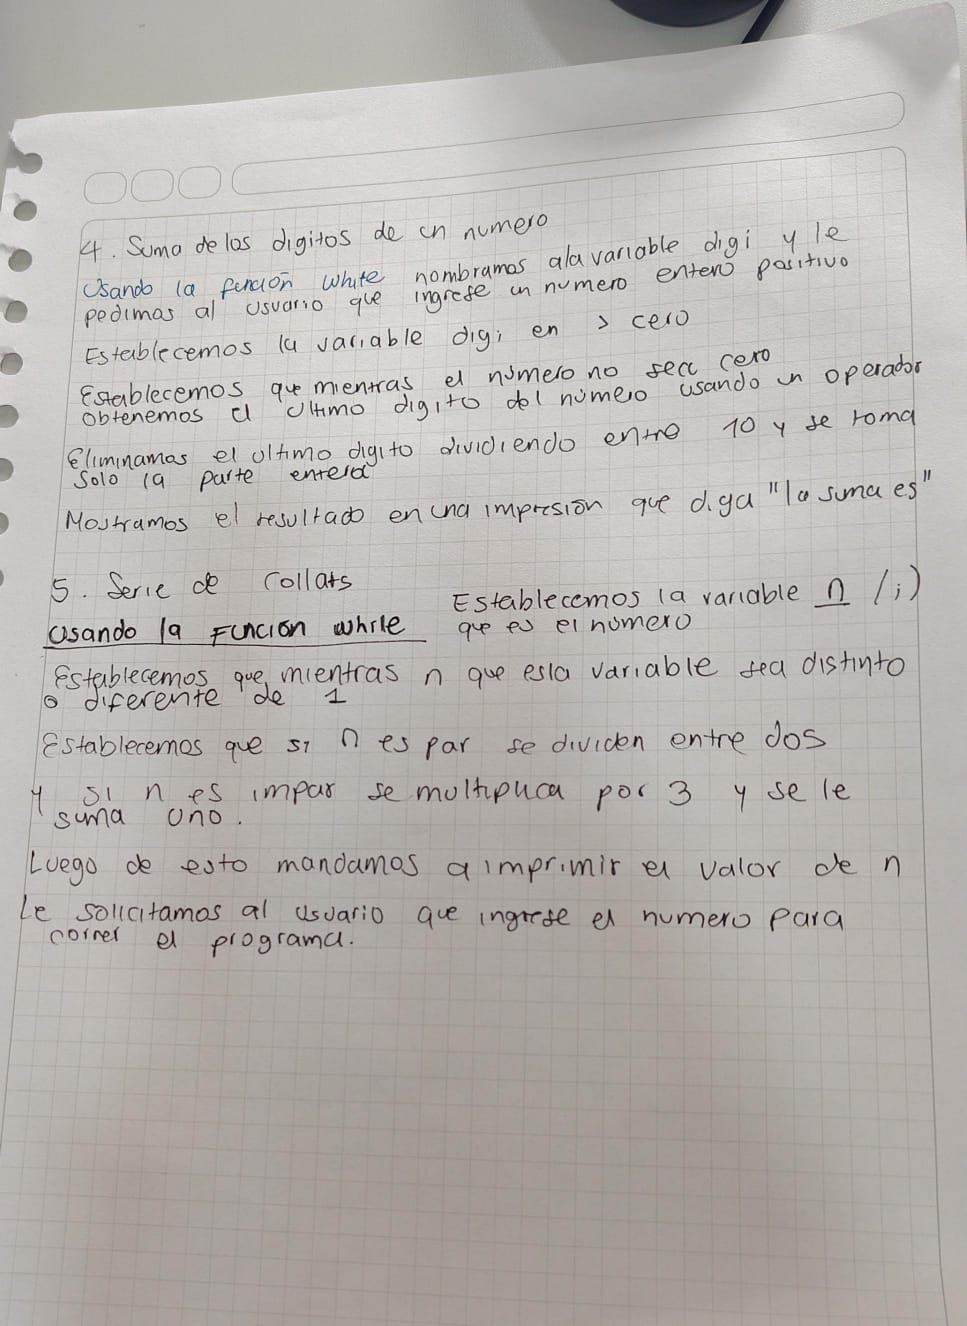 4. Suma de los digitos de un numero
Usando la función while nombramos a la variable digi y le
pedimos al usuario que ingrese un numero entero positivo
Establecemos la variable digi en > cero
Establecemos que mientras el número no sea cero
obtenemos el ultimo digito del número usando un operador
Eliminamos el ultimo digito dividiendo entre 10 y se toma
solo la parte entera
Mostramos el resultado en una impresión que diga "la suma es"
5. Serie de Collats
Establecemos la variable n (i)
Usando la Función while que es el número
Establecemos que mientras n que es la variable sea distinto
o diferente de 1
Establecemos que si n es par se dividen entre dos
y si n es impar se multiplica por 3 y se le
suma uno.
Luego de esto mandamos a imprimir el valor de n
Le solicitamos al usuario que ingrese el numero para
correr el programa.